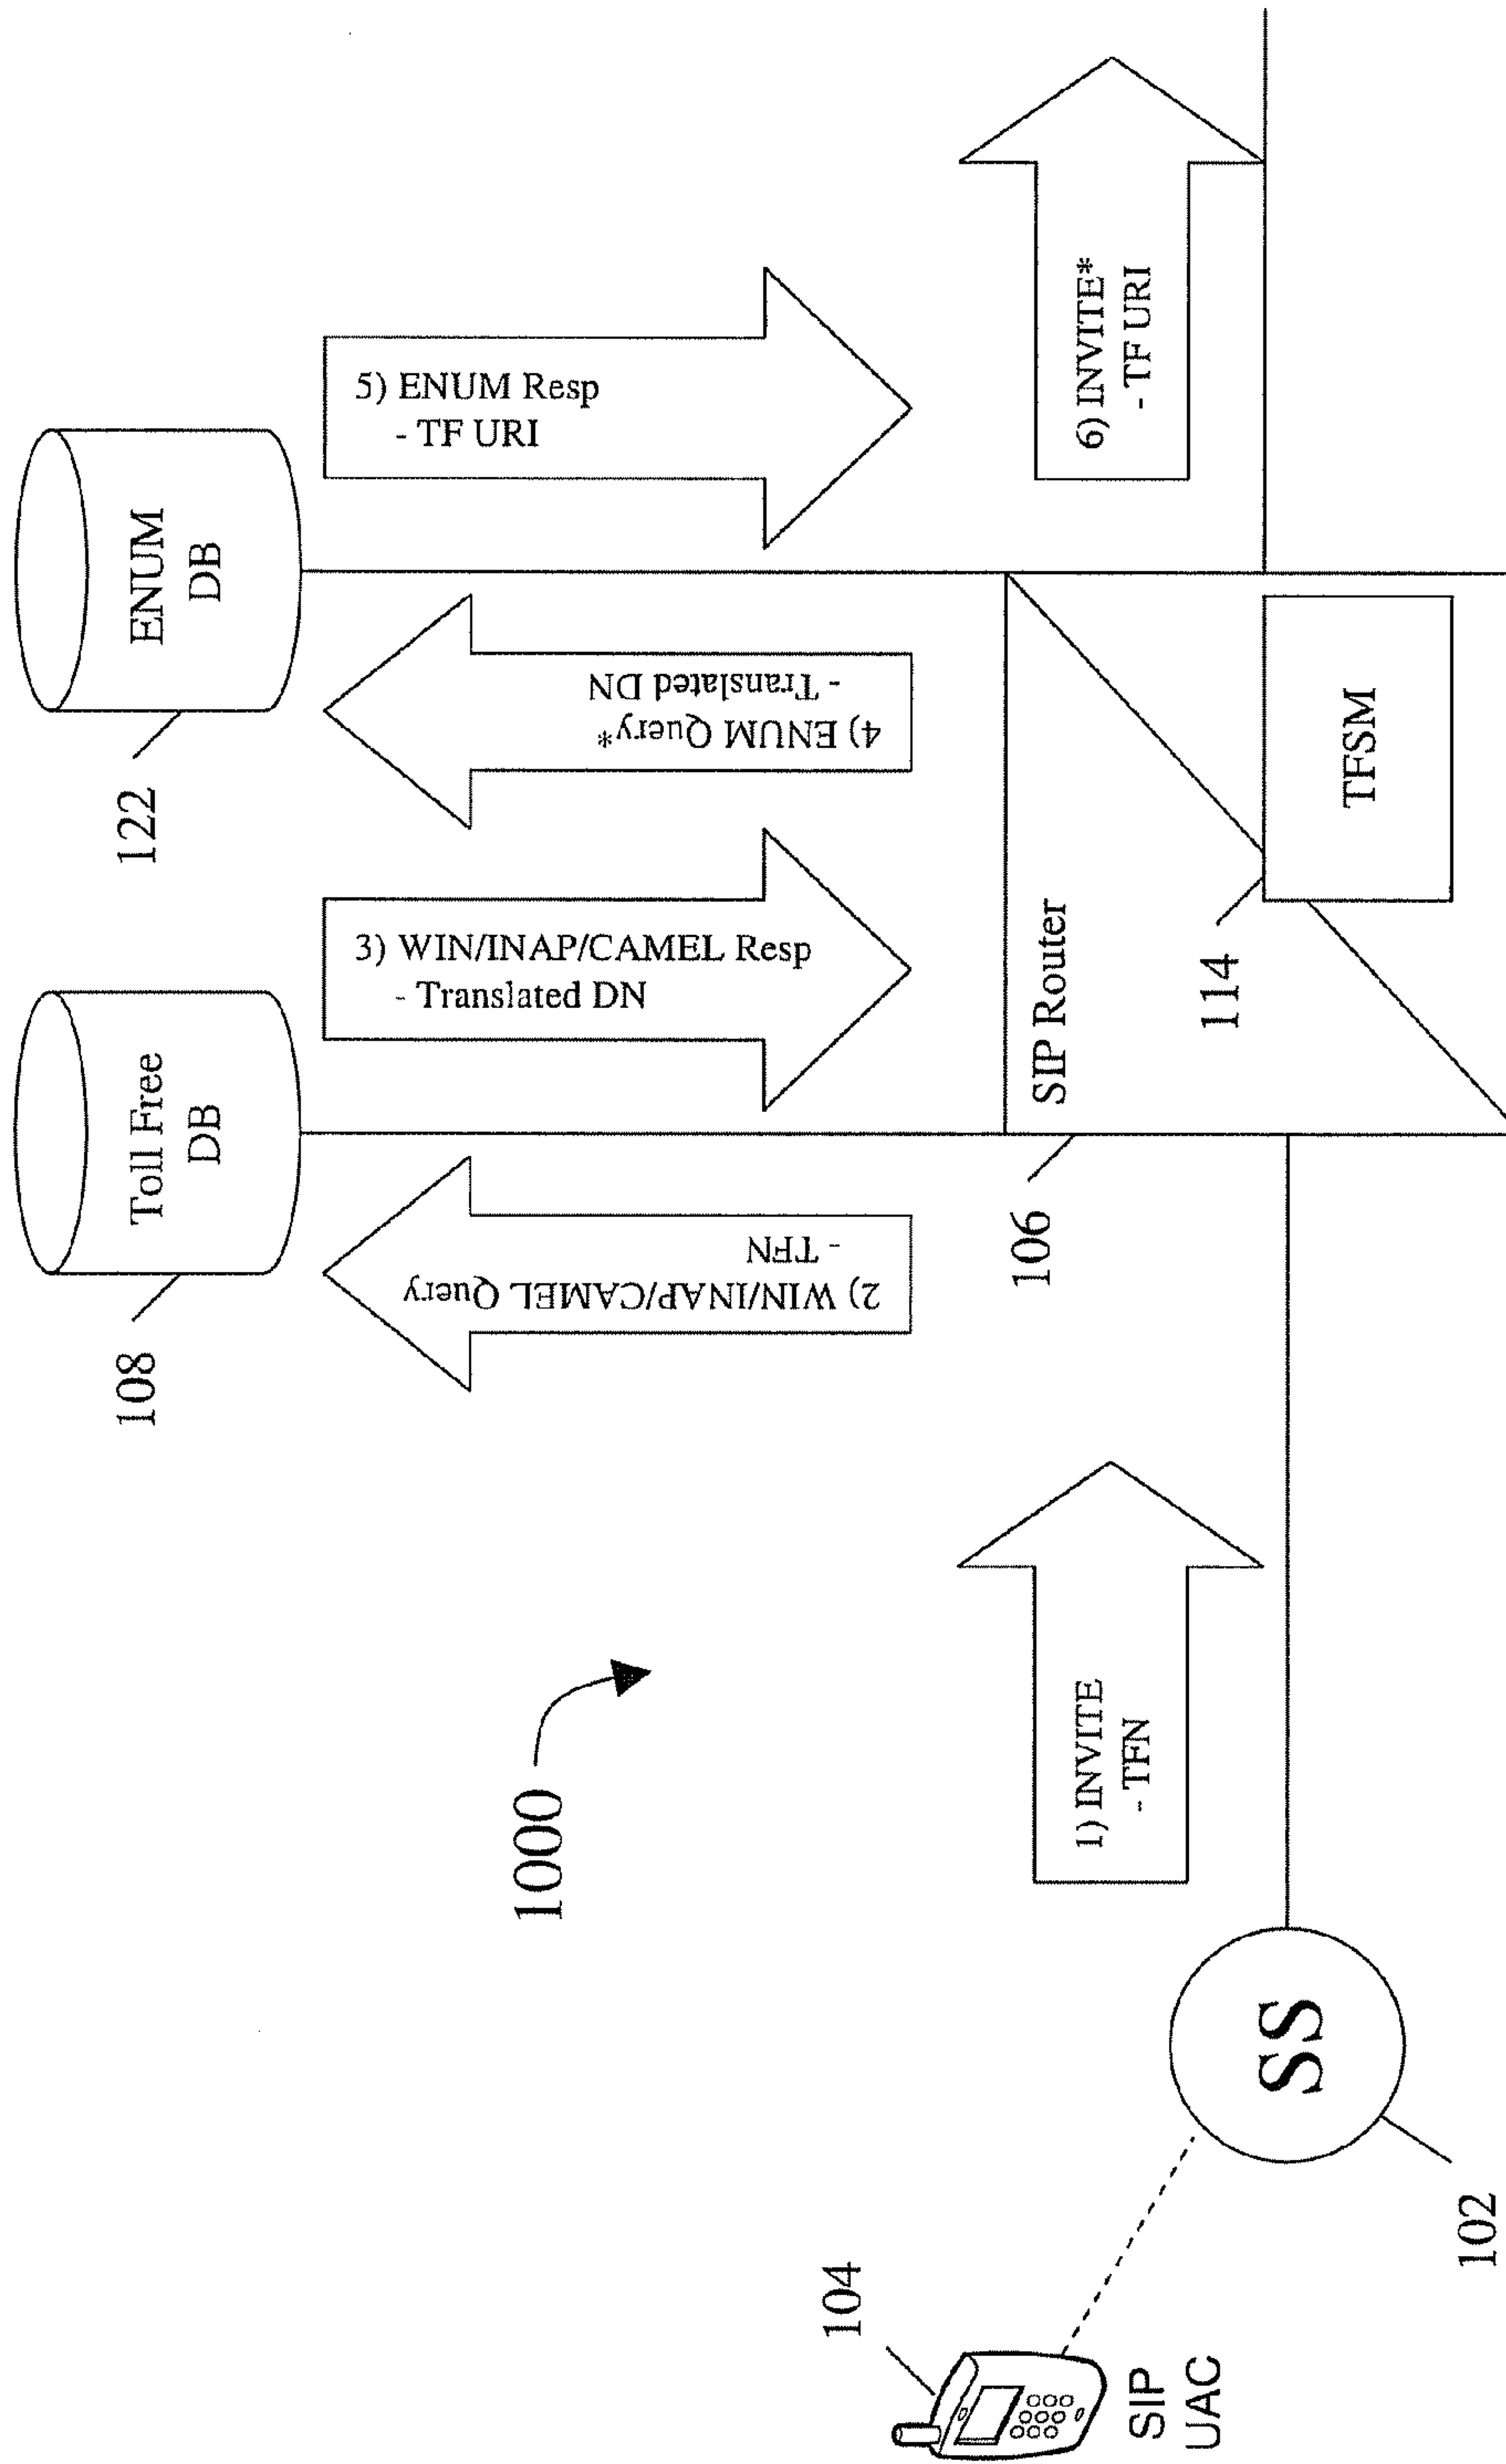 108
Toll Free
DB
122
ENUM
DB
1000
2) WIN/INAP/CAMEL Query
- TFN
3) WIN/INAP/CAMEL Resp
- Translated DN
4) ENUM Query*
- Translated DN
5) ENUM Resp
- TF URI
104
SIP
UAC
102
SS
1) INVITE
- TFN
106
SIP Router
114
TFSM
6) INVITE*
- TF URI